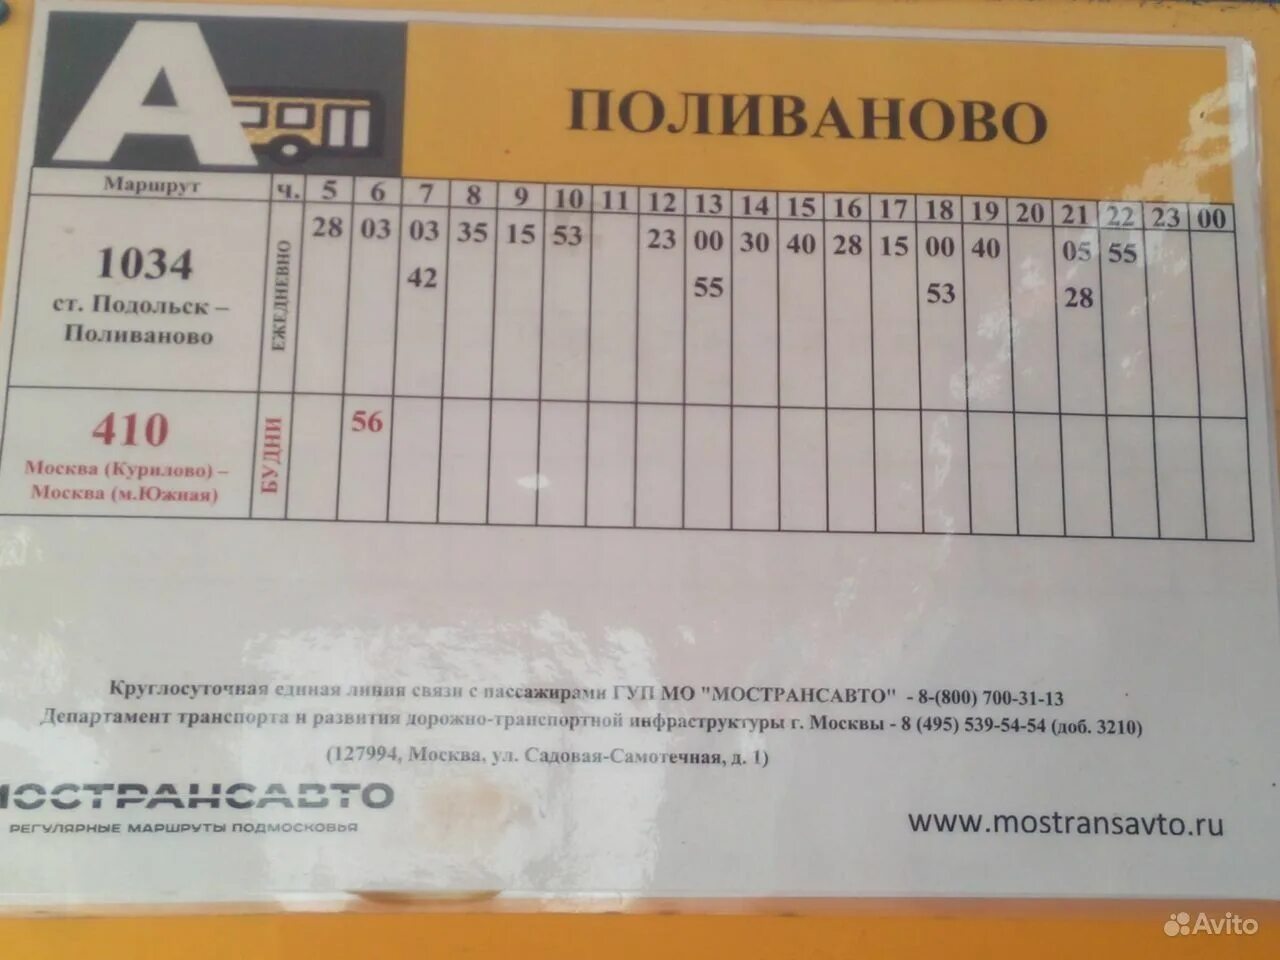 А
ПОЛИВАНОВО
Маршрут ч. 5 6 7 8 9 10 11 12 13 14 15 16 17 18 19 20 21 22 23 00
1034
ст. Подольск –
Поливаново
ЕЖЕДНЕВНО
28 03 03 35 15 53 23 00 30 40 28 15 00 40 05 55
42 55 53 28
410
Москва (Курилово) –
Москва (м.Южная)
БУДНИ
56
Круглосуточная единая линия связи с пассажирами ГУП МО "МОСТРАНСАВТО" - 8-(800) 700-31-13
Департамент транспорта и развития дорожно-транспортной инфраструктуры г. Москвы - 8 (495) 539-54-54 (доб. 3210)
(127994, Москва, ул. Садовая-Самотечная, д. 1)
МОСТРАНСАВТО
РЕГУЛЯРНЫЕ МАРШРУТЫ ПОДМОСКОВЬЯ
www.mostransavto.ru
Avito